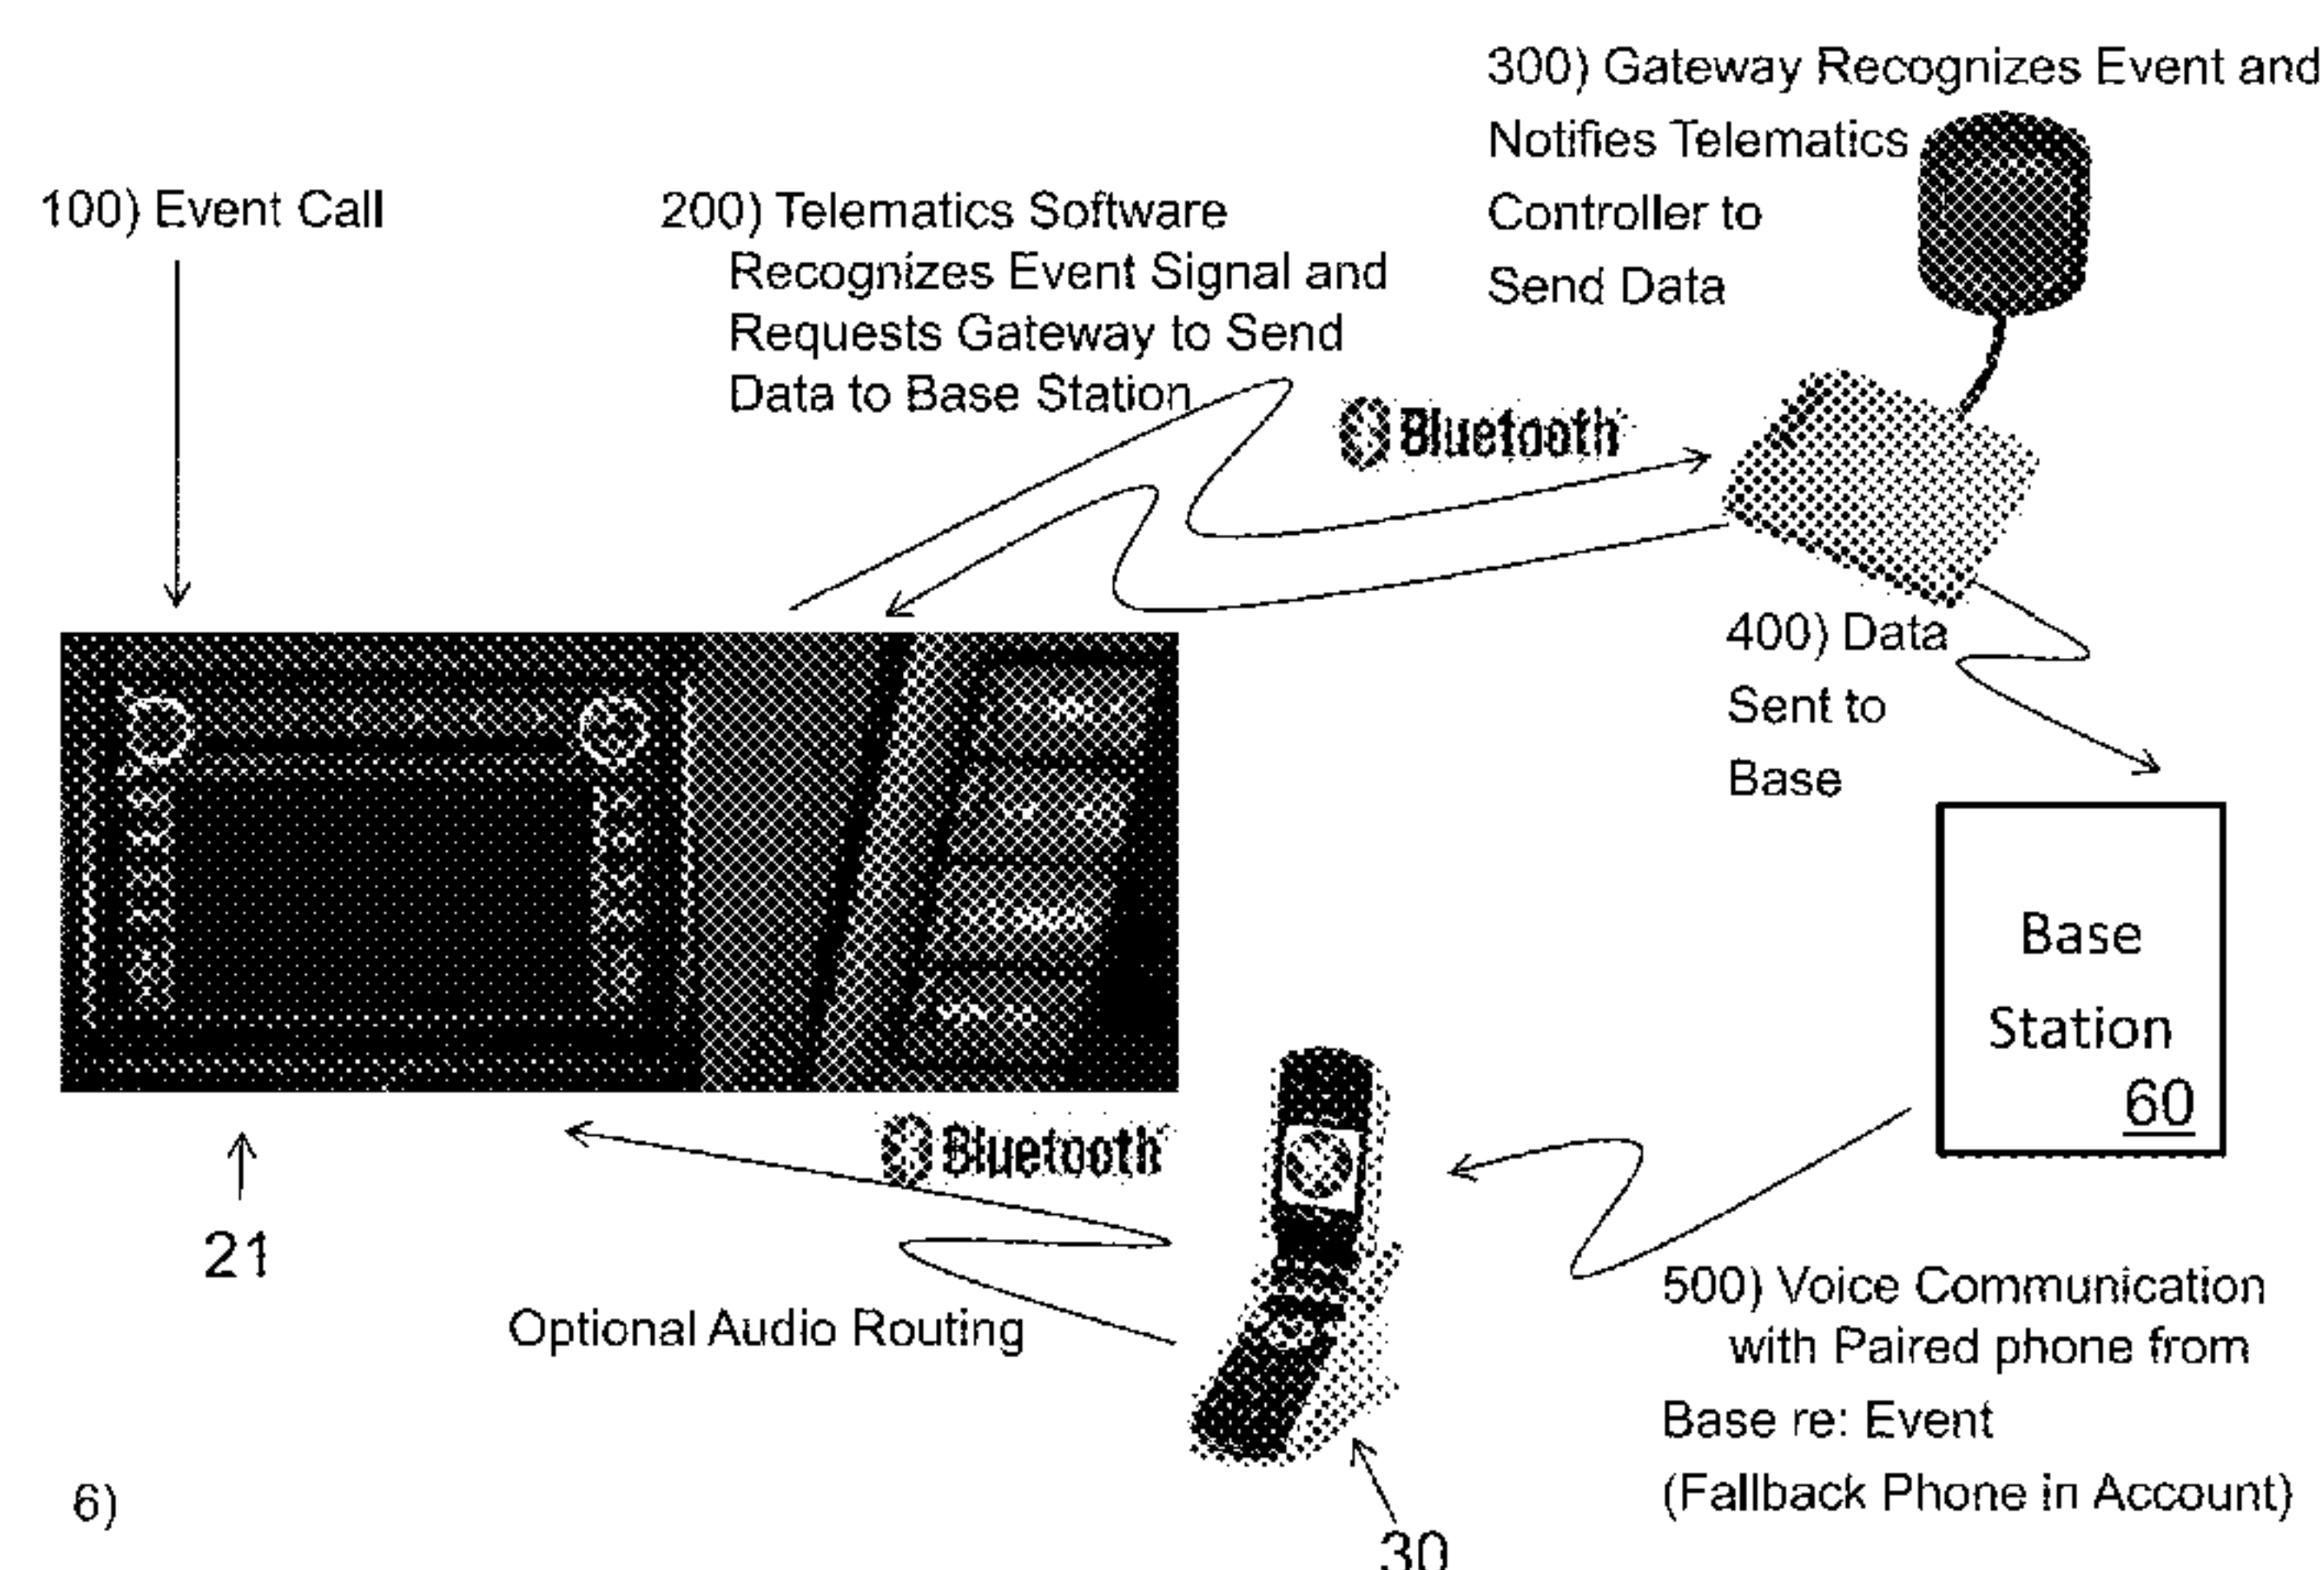 100) Event Call
200) Telematics Software
Recognizes Event Signal and
Requests Gateway to Send
Data to Base Station
300) Gateway Recognizes Event and
Notifies Telematics
Controller to
Send Data
Bluetooth
400) Data
Sent to
Base
Base
Station
60
Bluetooth
21
Optional Audio Routing
500) Voice Communication
with Paired phone from
Base re: Event
(Fallback Phone in Account)
6)
30